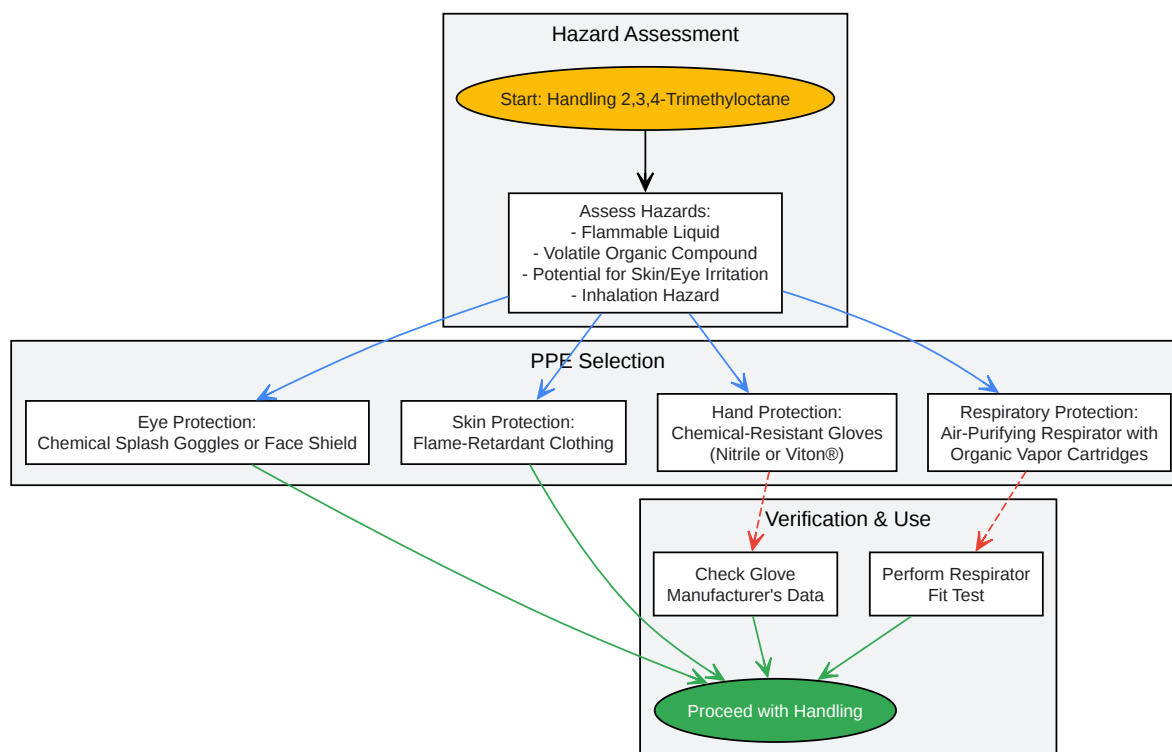 Hazard Assessment
Start: Handling 2,3,4-Trimethyloctane
Assess Hazards:
- Flammable Liquid
- Volatile Organic Compound
- Potential for Skin/Eye Irritation
- Inhalation Hazard
PPE Selection
Eye Protection:
Chemical Splash Goggles or Face Shield
Skin Protection:
Flame-Retardant Clothing
Hand Protection:
Chemical-Resistant Gloves
(Nitrile or Viton®)
Respiratory Protection:
Air-Purifying Respirator with
Organic Vapor Cartridges
Verification & Use
Check Glove
Manufacturer's Data
Perform Respirator
Fit Test
Proceed with Handling